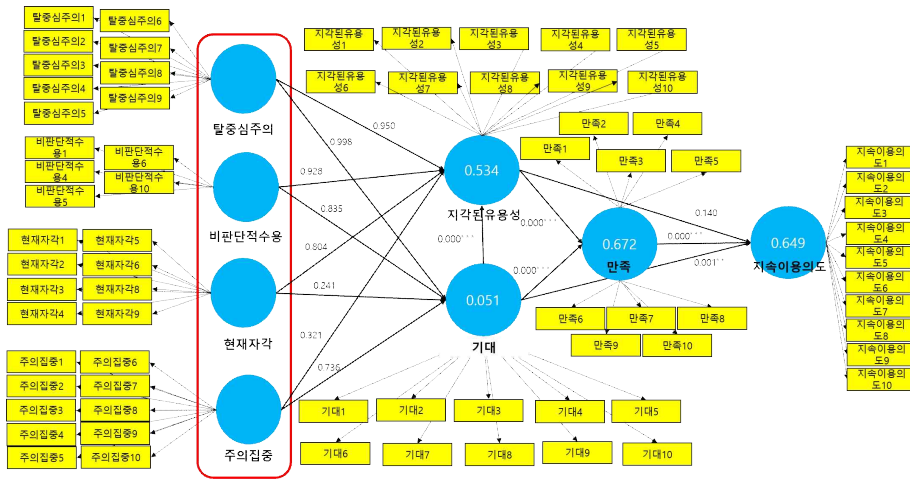 탈중심주의1
탈중심주의6
탈중심주의2
탈중심주의7
탈중심주의3
탈중심주의8
탈중심주의4
탈중심주의9
탈중심주의5
탈중심주의
비판단적수
용1
비판단적수
용6
비판단적수
용4
비판단적수
용10
비판단적수
용5
비판단적수용
현재자각1
현재자각5
현재자각2
현재자각6
현재자각3
현재자각8
현재자각4
현재자각9
현재자각
주의집중1
주의집중6
주의집중2
주의집중7
주의집중3
주의집중8
주의집중4
주의집중9
주의집중5
주의집중10
주의집중
지각된유용
성1
지각된유용
성2
지각된유용
성3
지각된유용
성4
지각된유용
성5
지각된유용
성6
지각된유용
성7
지각된유용
성8
지각된유용
성9
지각된유용
성10
0.950
0.998
0.928
0.835
0.804
0.241
0.321
0.736
0.534
지각된유용성
0.000***
0.000***
0.000***
0.051
기대
만족2
만족4
만족1
만족3
만족5
0.672
만족
만족6
만족7
만족8
만족9
만족10
0.140
0.000***
0.001**
0.649
지속이용의도
지속이용의
도1
지속이용의
도2
지속이용의
도3
지속이용의
도4
지속이용의
도5
지속이용의
도6
지속이용의
도7
지속이용의
도8
지속이용의
도9
지속이용의
도10
기대1
기대2
기대3
기대4
기대5
기대6
기대7
기대8
기대9
기대10